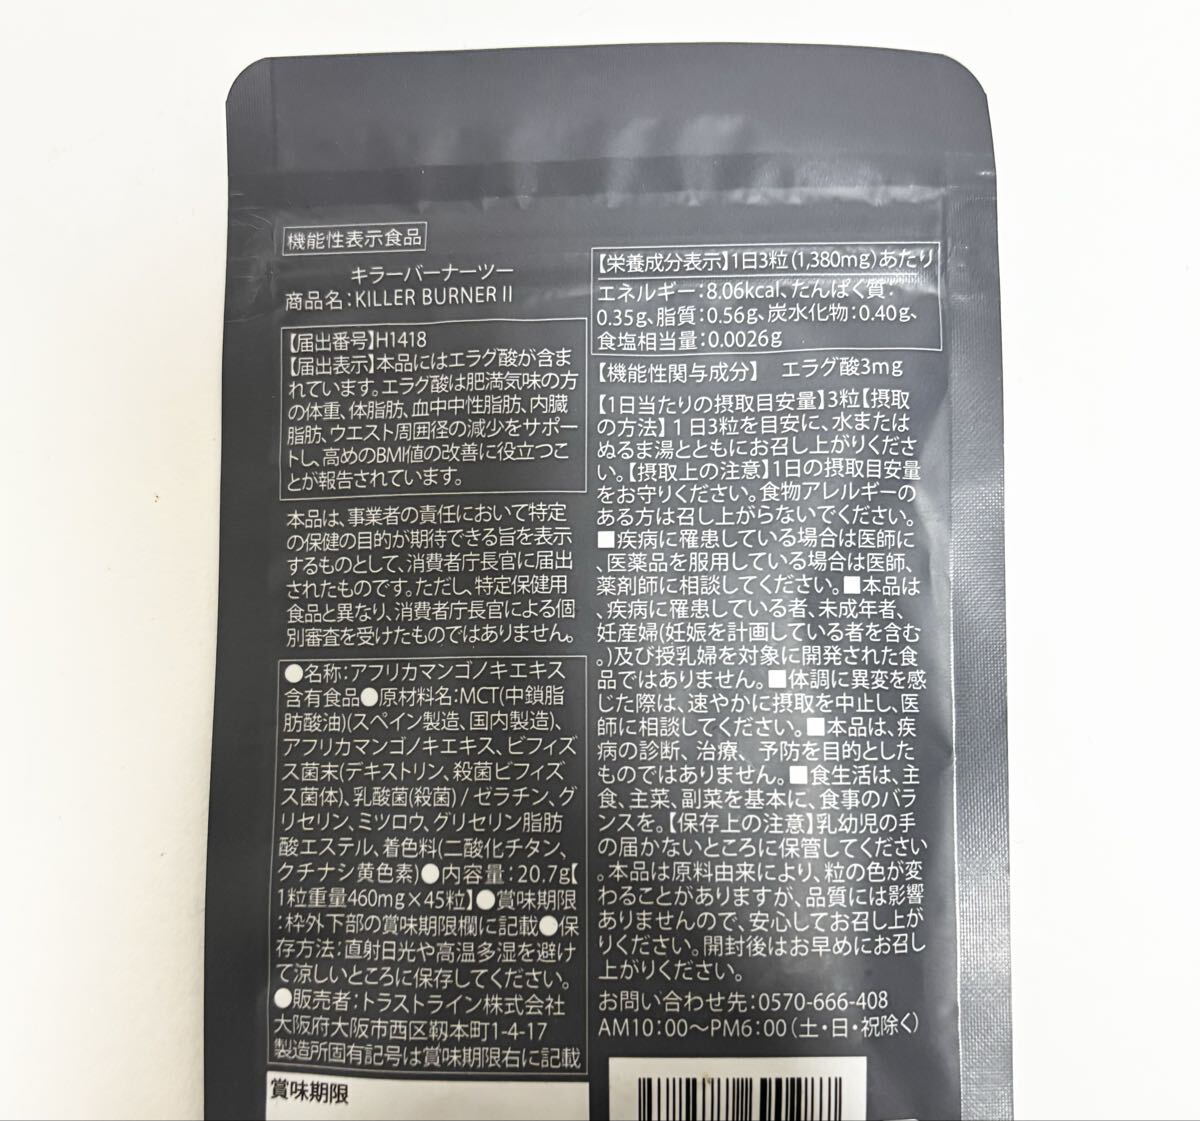 機能性表示食品
キラーバーナーツー
商品名:KILLER BURNER II
【届出番号】H1418
【届出表示】本品にはエラグ酸が含ま
れています。エラグ酸は肥満気味の方
の体重、体脂肪、血中中性脂肪、内臓
脂肪、ウエスト周囲径の減少をサポー
トし、高めのBMI値の改善に役立つこ
とが報告されています。
本品は、事業者の責任において特定
の保健の目的が期待できる旨を表示
するものとして、消費者庁長官に届出
されたものです。ただし、特定保健用
食品と異なり、消費者庁長官による個
別審査を受けたものではありません。
●名称:アフリカマンゴノキエキス
含有食品●原材料名:MCT(中鎖脂
肪酸油)(スペイン製造、国内製造)、
アフリカマンゴノキエキス、ビフィズ
ス菌末(デキストリン、殺菌ビフィズ
ス菌体)、乳酸菌(殺菌) / ゼラチン、グ
リセリン、ミツロウ、グリセリン脂肪
酸エステル、着色料(二酸化チタン、
クチナシ黄色素)●内容量:20.7g【
1粒重量460mg×45粒】●賞味期限
:枠外下部の賞味期限欄に記載●保
存方法:直射日光や高温多湿を避け
て涼しいところに保存してください。
●販売者:トラストライン株式会社
大阪府大阪市西区靱本町1-4-17
製造所固有記号は賞味期限右に記載
賞味期限
【栄養成分表示】1日3粒(1,380mg)あたり
エネルギー:8.06kcal、たんぱく質:
0.35g、脂質:0.56g、炭水化物:0.40g、
食塩相当量:0.0026g
【機能性関与成分】 エラグ酸3mg
【1日当たりの摂取目安量】3粒【摂取
の方法】1日3粒を目安に、水または
ぬるま湯とともにお召し上がりくださ
い。【摂取上の注意】1日の摂取目安量
をお守りください。食物アレルギーの
ある方は召し上がらないでください。
■疾病に罹患している場合は医師に
、医薬品を服用している場合は医師、
薬剤師に相談してください。■本品は
、疾病に罹患している者、未成年者、
妊産婦(妊娠を計画している者を含む
。)及び授乳婦を対象に開発された食
品ではありません。■体調に異変を感
じた際は、速やかに摂取を中止し、医
師に相談してください。■本品は、疾
病の診断、治療、予防を目的とした
ものではありません。■食生活は、主
食、主菜、副菜を基本に、食事のバラ
ンスを。【保存上の注意】乳幼児の手
の届かないところに保管してください
。本品は原料由来により、粒の色が変
わることがありますが、品質には影響
ありませんので、安心してお召し上が
りください。開封後はお早めにお召し
上がりください。
お問い合わせ先:0570-666-408
AM10:00〜PM6:00(土・日・祝除く)